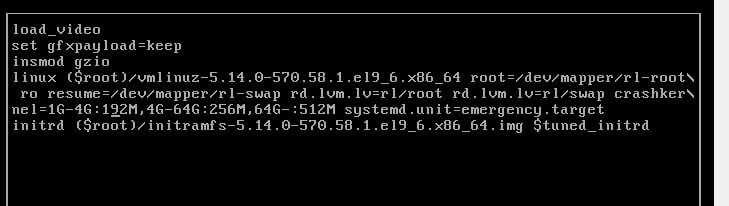 load_video
set gfxpayload=keep
insmod gzio
linux ($root)/vmlinuz-5.14.0-570.58.1.el9_6.x86_64 root=/dev/mapper/rl-root\
 ro resume=/dev/mapper/rl-swap rd.lvm.lv=rl/root rd.lvm.lv=rl/swap crashker\
nel=1G-4G:192M,4G-64G:256M,64G-:512M systemd.unit=emergency.target
initrd ($root)/initramfs-5.14.0-570.58.1.el9_6.x86_64.img $tuned_initrd